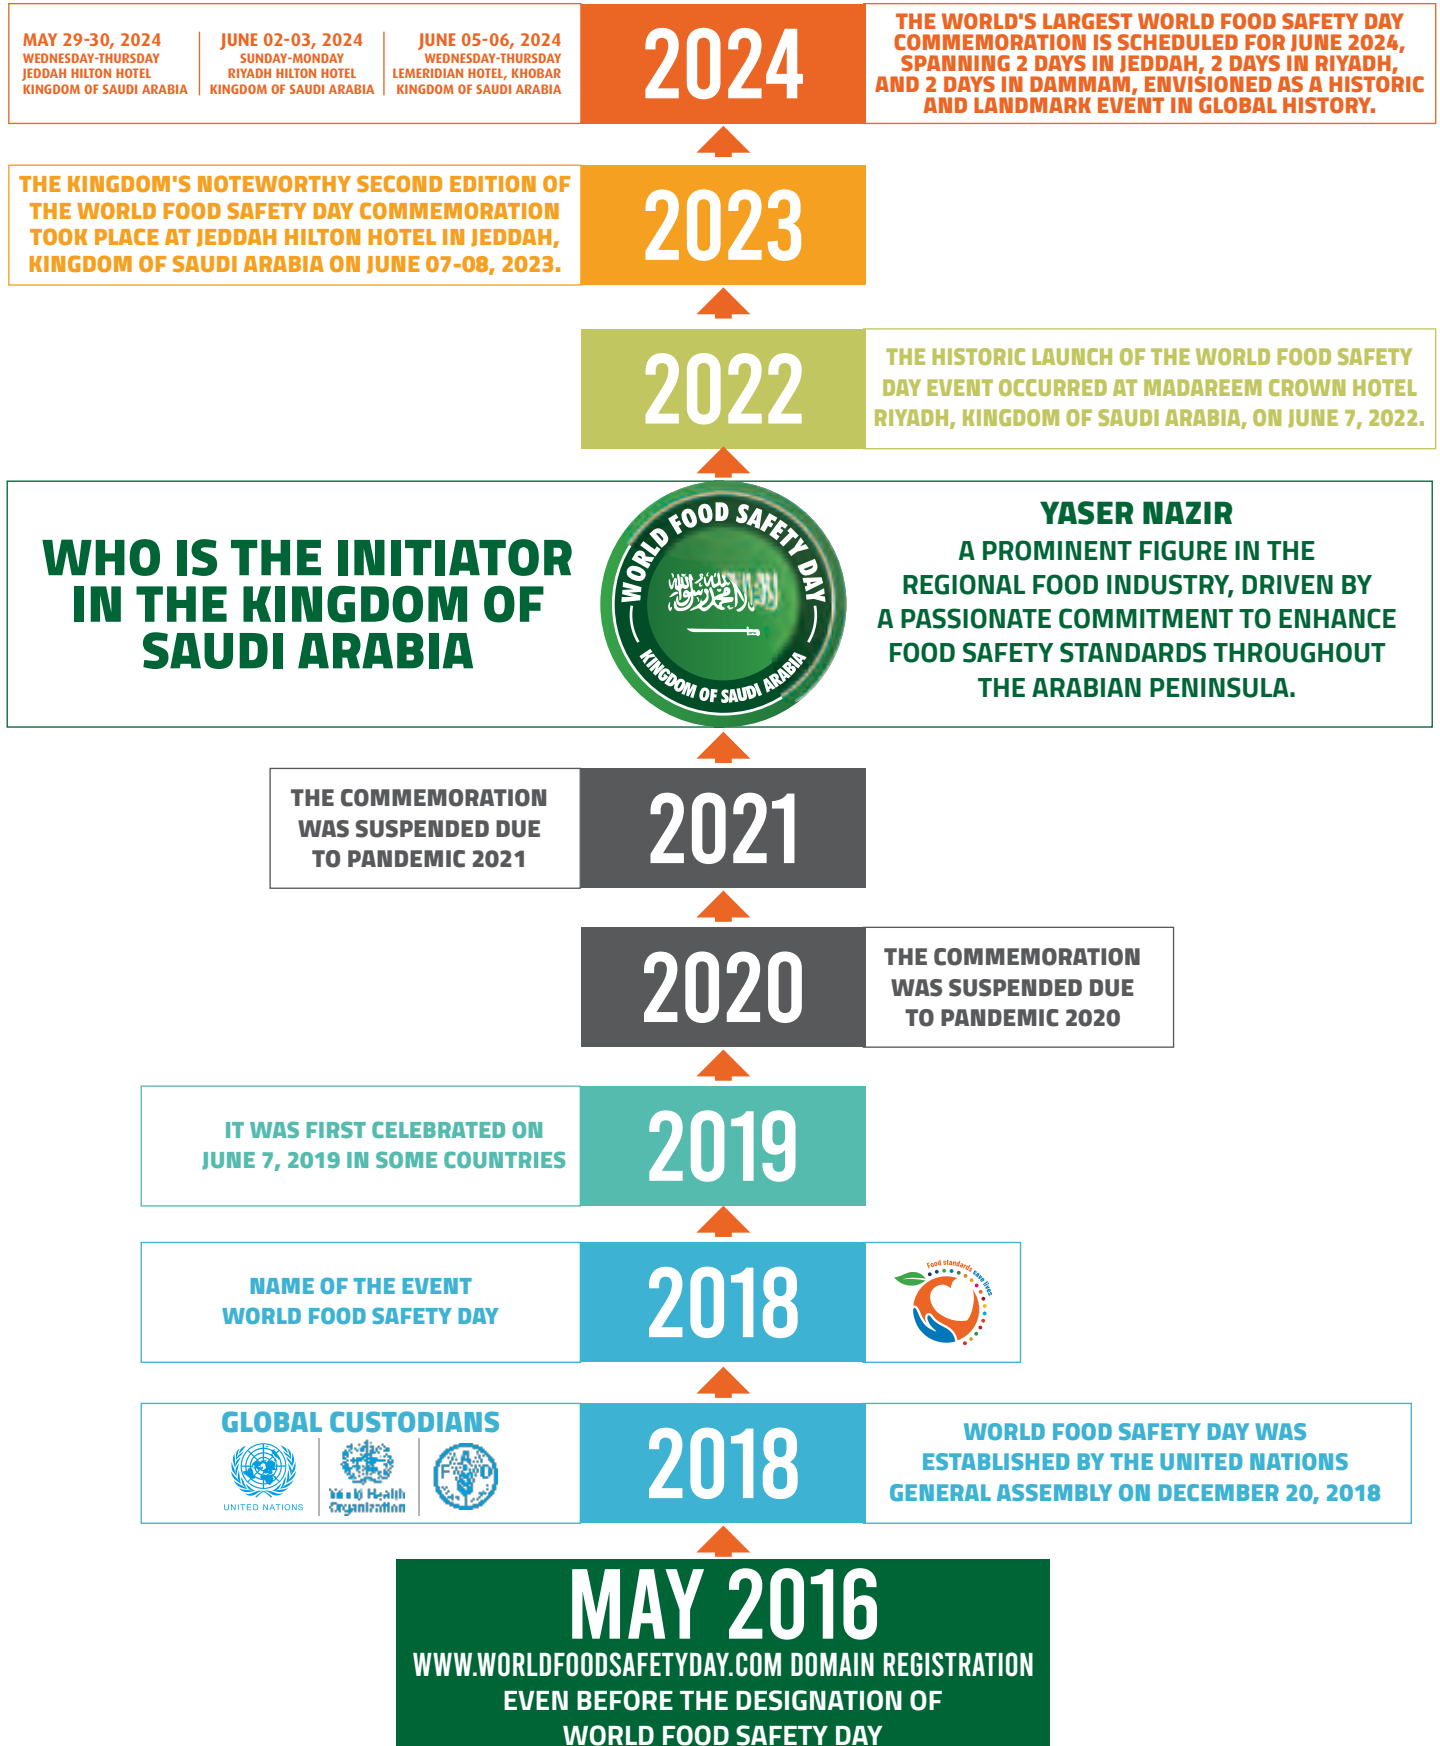 MAY 29-30, 2024
WEDNESDAY-THURSDAY
JEDDAH HILTON HOTEL
KINGDOM OF SAUDI ARABIA
JUNE 02-03, 2024
SUNDAY-MONDAY
RIYADH HILTON HOTEL
KINGDOM OF SAUDI ARABIA
JUNE 05-06, 2024
WEDNESDAY-THURSDAY
LEMERIDIAN HOTEL, KHOBAR
KINGDOM OF SAUDI ARABIA
2024
THE WORLD'S LARGEST WORLD FOOD SAFETY DAY
COMMEMORATION IS SCHEDULED FOR JUNE 2024,
SPANNING 2 DAYS IN JEDDAH, 2 DAYS IN RIYADH,
AND 2 DAYS IN DAMMAM, ENVISIONED AS A HISTORIC
AND LANDMARK EVENT IN GLOBAL HISTORY.
THE KINGDOM'S NOTEWORTHY SECOND EDITION OF
THE WORLD FOOD SAFETY DAY COMMEMORATION
TOOK PLACE AT JEDDAH HILTON HOTEL IN JEDDAH,
KINGDOM OF SAUDI ARABIA ON JUNE 07-08, 2023.
2023
2022
THE HISTORIC LAUNCH OF THE WORLD FOOD SAFETY
DAY EVENT OCCURRED AT MADAREEM CROWN HOTEL
RIYADH, KINGDOM OF SAUDI ARABIA, ON JUNE 7, 2022.
WHO IS THE INITIATOR
IN THE KINGDOM OF
SAUDI ARABIA
WORLD FOOD SAFETY DAY
KINGDOM OF SAUDI ARABIA
YASER NAZIR
A PROMINENT FIGURE IN THE
REGIONAL FOOD INDUSTRY, DRIVEN BY
A PASSIONATE COMMITMENT TO ENHANCE
FOOD SAFETY STANDARDS THROUGHOUT
THE ARABIAN PENINSULA.
THE COMMEMORATION
WAS SUSPENDED DUE
TO PANDEMIC 2021
2021
2020
THE COMMEMORATION
WAS SUSPENDED DUE
TO PANDEMIC 2020
IT WAS FIRST CELEBRATED ON
JUNE 7, 2019 IN SOME COUNTRIES
2019
NAME OF THE EVENT
WORLD FOOD SAFETY DAY
2018
Food standards save lives
GLOBAL CUSTODIANS
UNITED NATIONS
World Health
Organization
FAO
2018
WORLD FOOD SAFETY DAY WAS
ESTABLISHED BY THE UNITED NATIONS
GENERAL ASSEMBLY ON DECEMBER 20, 2018
MAY 2016
WWW.WORLDFOODSAFETYDAY.COM DOMAIN REGISTRATION
EVEN BEFORE THE DESIGNATION OF
WORLD FOOD SAFETY DAY